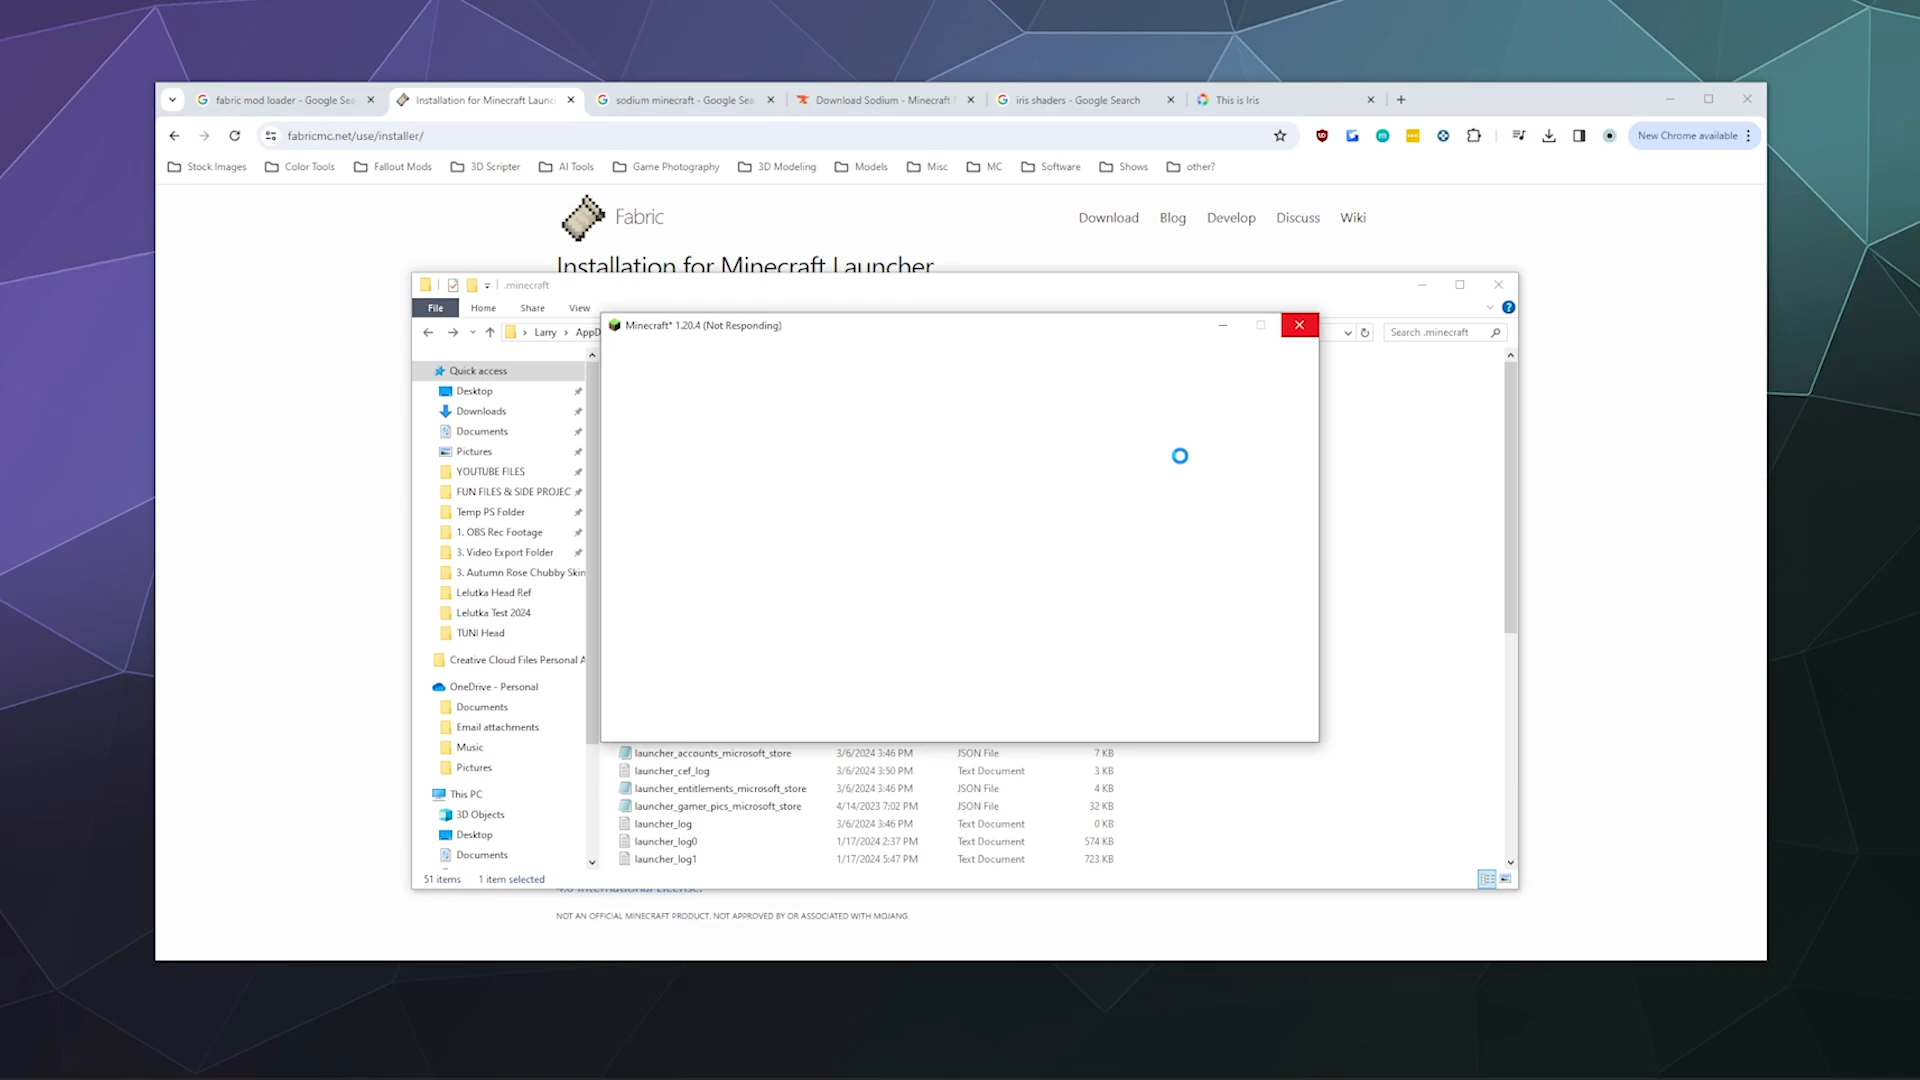 fabric mod loader - Google Sea
Installation for Minecraft Launc
sodium minecraft - Google Sea
Download Sodium - Minecraft
iris shaders - Google Search
This is Iris
fabricmc.net/use/installer/
New Chrome available
Stock Images
Color Tools
Fallout Mods
3D Scripter
AI Tools
Game Photography
3D Modeling
Models
Misc
MC
Software
Shows
other?
Fabric
Download
Blog
Develop
Discuss
Wiki
Installation for Minecraft Launcher
.minecraft
File
Home
Share
View
Larry
AppD
Search .minecraft
Minecraft* 1.20.4 (Not Responding)
Quick access
Desktop
Downloads
Documents
Pictures
YOUTUBE FILES
FUN FILES & SIDE PROJEC
Temp PS Folder
1. OBS Rec Footage
3. Video Export Folder
3. Autumn Rose Chubby Skin
Lelutka Head Ref
Lelutka Test 2024
TUNI Head
Creative Cloud Files Personal A
OneDrive - Personal
Documents
Email attachments
Music
Pictures
This PC
3D Objects
Desktop
Documents
launcher_accounts_microsoft_store 3/6/2024 3:46 PM JSON File 7 KB
launcher_cef_log 3/6/2024 3:50 PM Text Document 3 KB
launcher_entitlements_microsoft_store 3/6/2024 3:46 PM JSON File 4 KB
launcher_gamer_pics_microsoft_store 4/14/2023 7:02 PM JSON File 32 KB
launcher_log 3/6/2024 3:46 PM Text Document 0 KB
launcher_log0 1/17/2024 2:37 PM Text Document 574 KB
launcher_log1 1/17/2024 5:47 PM Text Document 723 KB
51 items 1 item selected
4.0 International License.
NOT AN OFFICIAL MINECRAFT PRODUCT. NOT APPROVED BY OR ASSOCIATED WITH MOJANG.